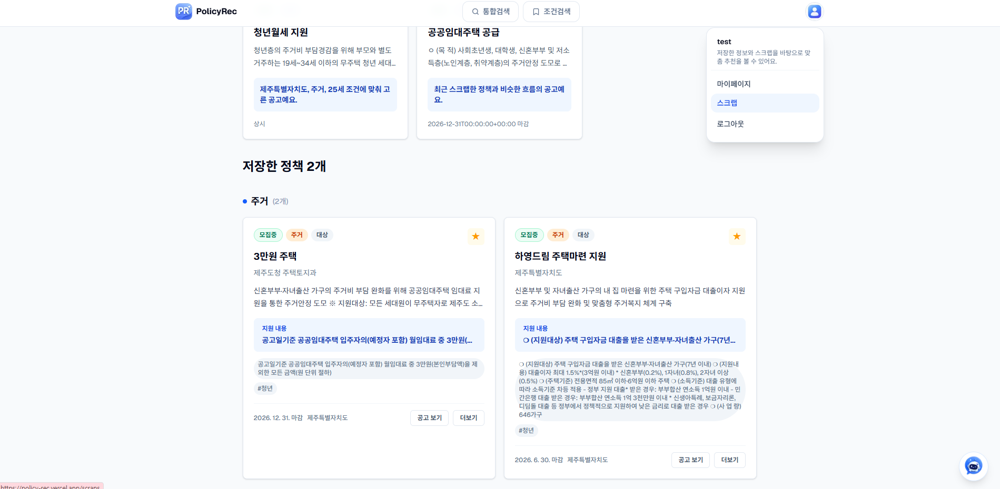 PR PolicyRec
통합검색
조건검색
test
저장한 정보와 스크랩을 바탕으로 맞
춤 추천을 볼 수 있어요.
마이페이지
스크랩
로그아웃
청년월세 지원
청년층의 주거비 부담경감을 위해 부모와 별도
거주하는 19세~34세 이하의 무주택 청년 세대...
제주특별자치도, 주거, 25세 조건에 맞춰 고
른 공고예요.
상시
공공임대주택 공급
ㅇ (목 적) 사회초년생, 대학생, 신혼부부 및 저소
득층(노인계층, 취약계층)의 주거안정 도모로 ...
최근 스크랩한 정책과 비슷한 흐름의 공고예
요.
2026-12-31T00:00:00+00:00 마감
저장한 정책 2개
주거 (2개)
모집중 주거 대상
3만원 주택
제주도청 주택토지과
신혼부부·자녀출산 가구의 주거비 부담 완화를 위해 공공임대주택 임대료 지
원을 통한 주거안정 도모 ※ 지원대상: 모든 세대원이 무주택자로 제주도 소...
지원 내용
공고일기준 공공임대주택 입주자의(예정자 포함) 월임대료 중 3만원(...
공고일기준 공공임대주택 입주자의(예정자 포함) 월임대료 중 3만원(본인부담액)을 제
외한 모든 금액(원 단위 절하)
#청년
2026. 12. 31. 마감 제주특별자치도
공고 보기
더보기
모집중 주거 대상
하영드림 주택마련 지원
제주특별자치도
신혼부부 및 자녀출산 가구의 내 집 마련을 위한 주택 구입자금 대출이자 지원
으로 주거비 부담 완화 및 맞춤형 주거복지 체계 구축
지원 내용
❍ (지원대상) 주택 구입자금 대출을 받은 신혼부부·자녀출산 가구(7년...
❍ (지원대상) 주택 구입자금 대출을 받은 신혼부부·자녀출산 가구(7년 이내) ❍ (지원내
용) 대출이자 최대 1.5%*(3억원 이내) * 신혼부부(0.2%), 1자녀(0.8%), 2자녀 이상
(0.5%) ❍ (주택기준) 전용면적 85㎡ 이하·6억원 이하 주택 ❍ (소득기준) 대출 유형에
따라 소득기준 차등 적용 - 정부 지원 대출* 받은 경우: 부부합산 연소득 1억원 이내 - 민
간은행 대출 받은 경우: 부부합산 연소득 1억 3천만원 이내 * 신생아특례, 보금자리론,
디딤돌 대출 등 정부에서 정책적으로 지원하여 낮은 금리로 대출 받은 경우 ❍ (사 업 량)
646가구
#청년
2026. 6. 30. 마감 제주특별자치도
공고 보기
더보기
https://policy-rec.vercel.app/scraps